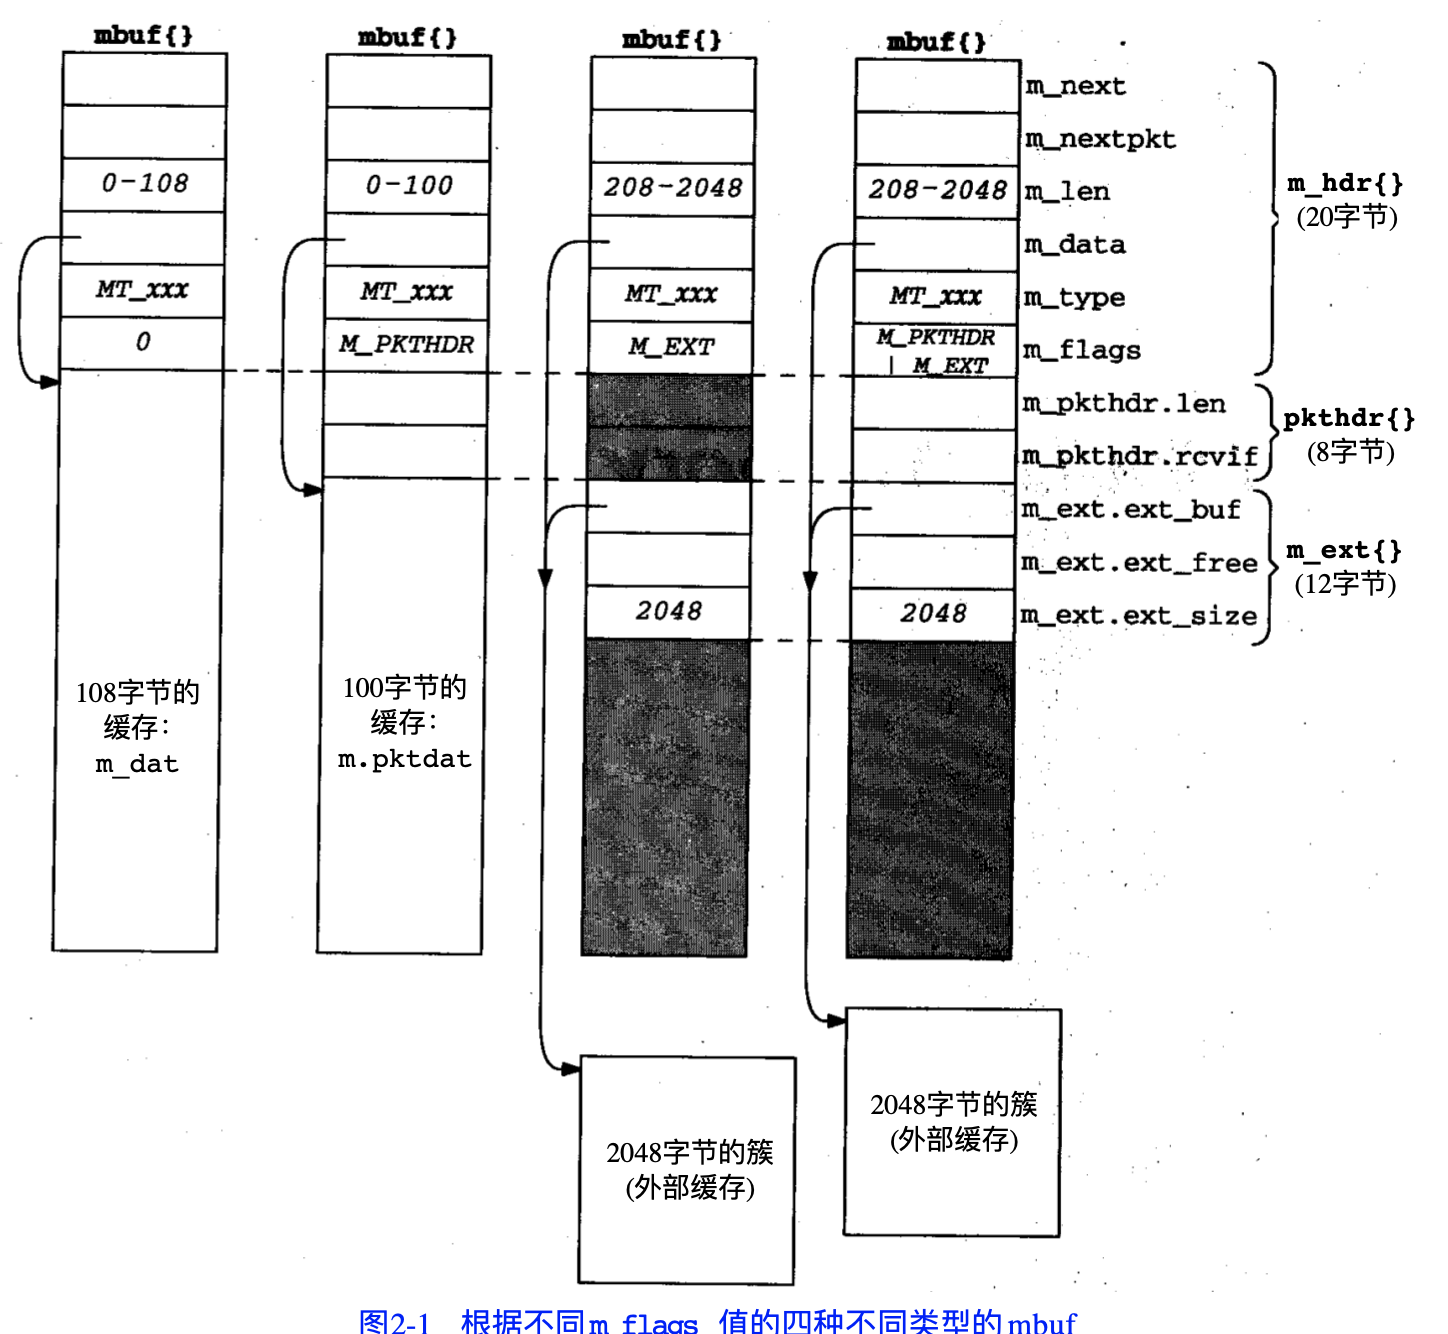 mbuf{} mbuf{} mbuf{} mbuf{}
m_next
m_nextpkt
0-108 0-100 208-2048 208-2048 m_len
m_hdr{}
(20字节)
m_data
MT_xxx MT_xxx MT_xxx MT_xxx m_type
0 M_PKTHDR M_EXT M_PKTHDR
| M_EXT m_flags
m_pkthdr.len
pkthdr{}
(8字节)
m_pkthdr.rcvif
m_ext.ext_buf
m_ext{}
(12字节)
m_ext.ext_free
2048 2048 m_ext.ext_size
108字节的
缓存:
m_dat
100字节的
缓存:
m.pktdat
2048字节的簇
(外部缓存)
2048字节的簇
(外部缓存)
图2-1 根据不同m_flags 值的四种不同类型的mbuf